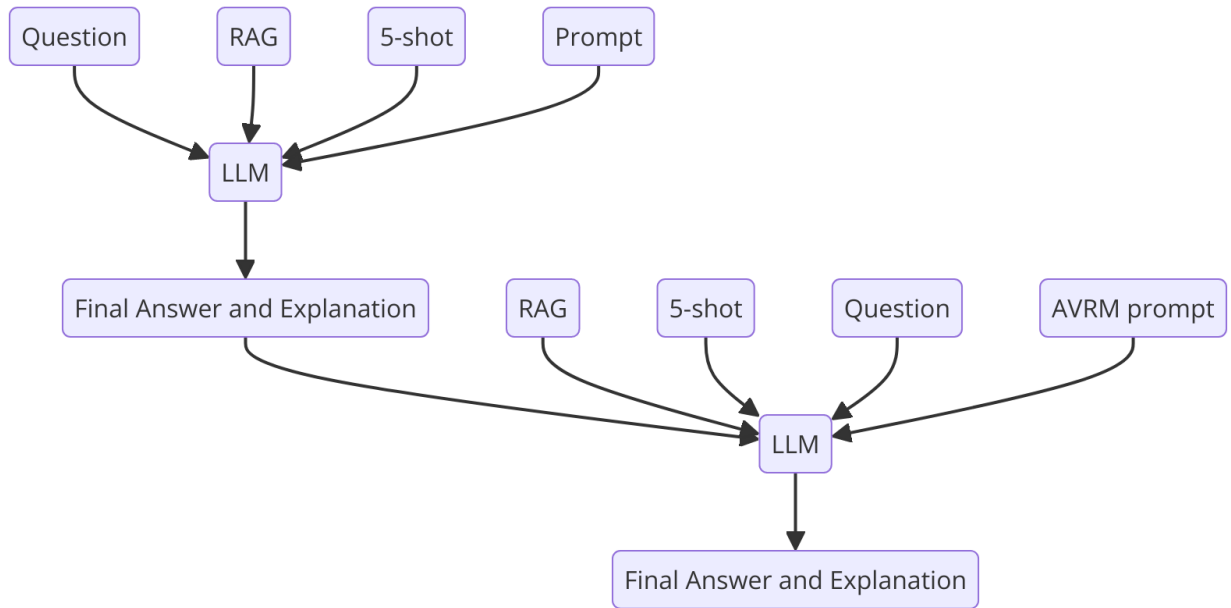 Question
RAG
5-shot
Prompt
LLM
Final Answer and Explanation
RAG
5-shot
Question
AVRM prompt
LLM
Final Answer and Explanation